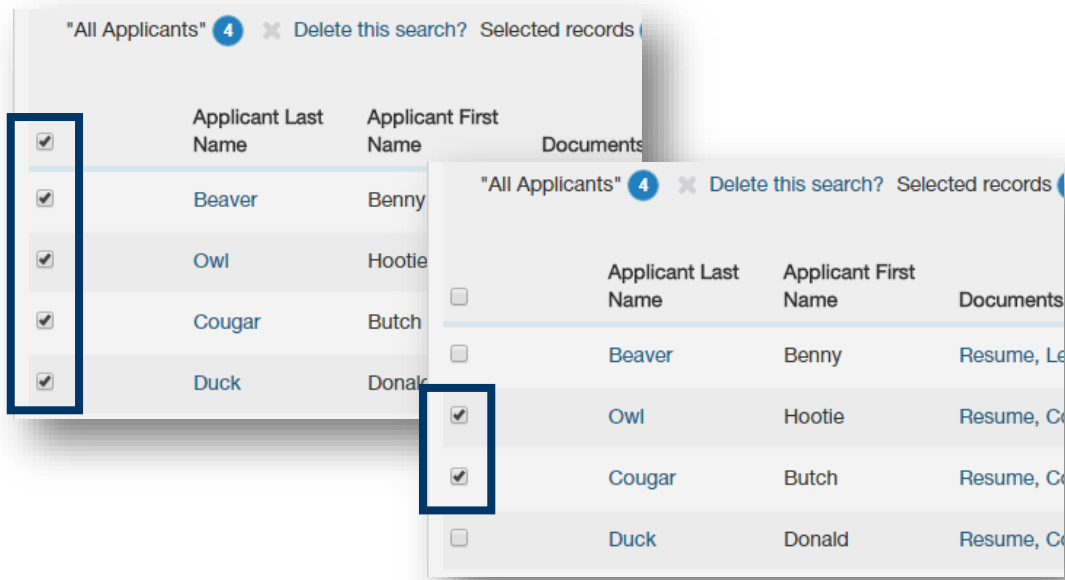 "All Applicants" 4 Delete this search? Selected records
Applicant Last Name Applicant First Name Documents
Beaver Benny
Owl Hootie
Cougar Butch
Duck Donald
"All Applicants" 4 Delete this search? Selected records
Applicant Last Name Applicant First Name Documents
Beaver Benny Resume, Le
Owl Hootie Resume, Co
Cougar Butch Resume, Co
Duck Donald Resume, Co